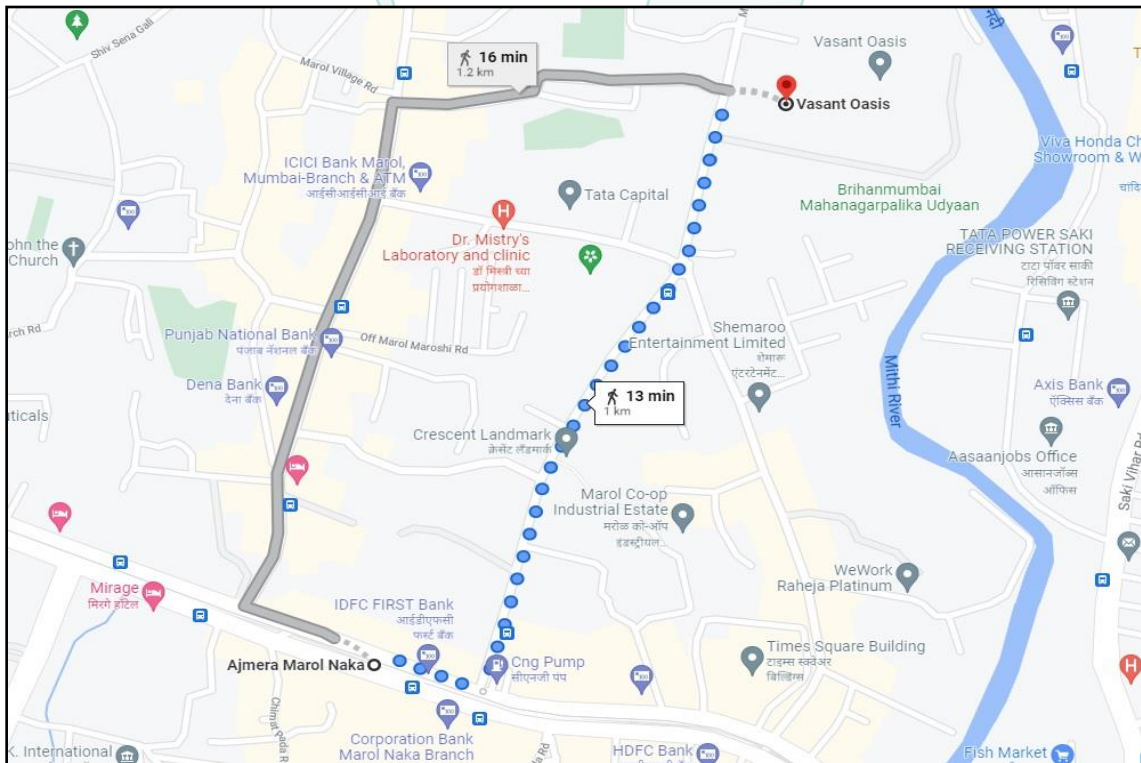 Shiv Sena Gali
Marol Village Rd
16 min
1.2 km
Vasant Oasis
Vasant Oasis
नदी
Viva Honda Ch
Showroom & W
ICICI Bank Marol,
Mumbai-Branch & ATM
आईसीआईसीआई बँक
Tata Capital
Brihanmumbai
Mahanagarpalika Udyaan
Dr. Mistry's
Laboratory and clinic
डॉ मिस्त्री च्या
प्रयोगशाळा...
John the
Church
TATA POWER SAKI
RECEIVING STATION
टाटा पॉवर साकी
रिसिविंग स्टेशन
Punjab National Bank
पंजाब नॅशनल बँक
Off Marol Maroshi Rd
Shemaroo
Entertainment Limited
शेमारू
एंटरटेनमेंट...
Mithi River
Dena Bank
देना बँक
13 min
1 km
Axis Bank
ऍक्सिस बँक
uticals
Crescent Landmark
क्रेसेंट लँडमार्क
Aasaanjobs Office
आसानजॉब्स
ऑफिस
Saki Vihar Rd
Marol Co-op
Industrial Estate
मरोळ को-ऑप
इंडस्ट्रीयल...
WeWork
Raheja Platinum
Mirage
मिरगे हॉटेल
IDFC FIRST Bank
आईडीएफसी
फर्स्ट बँक
Ajmera Marol Naka
Cng Pump
सीएनजी पंप
Times Square Building
टाइम्स स्क्वेअर
बिल्डिंग्स
Chimat Pada R
Corporation Bank
Marol Naka Branch
K. International
HDFC Bank
Fish Market